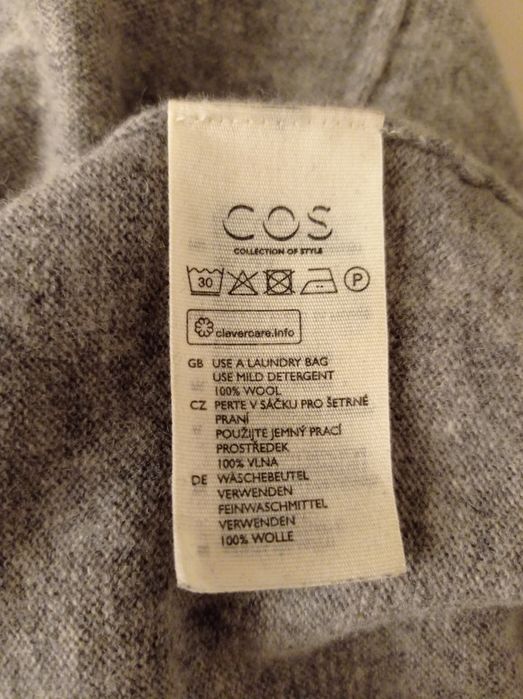 COS
COLLECTION OF STYLE
30
P
clevercare.info
GB USE A LAUNDRY BAG
USE MILD DETERGENT
100% WOOL
CZ PERTE V SÁČKU PRO ŠETRNÉ
PRANÍ
POUŽIJTE JEMNÝ PRACÍ
PROSTŘEDEK
100% VLNA
DE WÄSCHEBEUTEL
VERWENDEN
FEINWASCHMITTEL
VERWENDEN
100% WOLLE